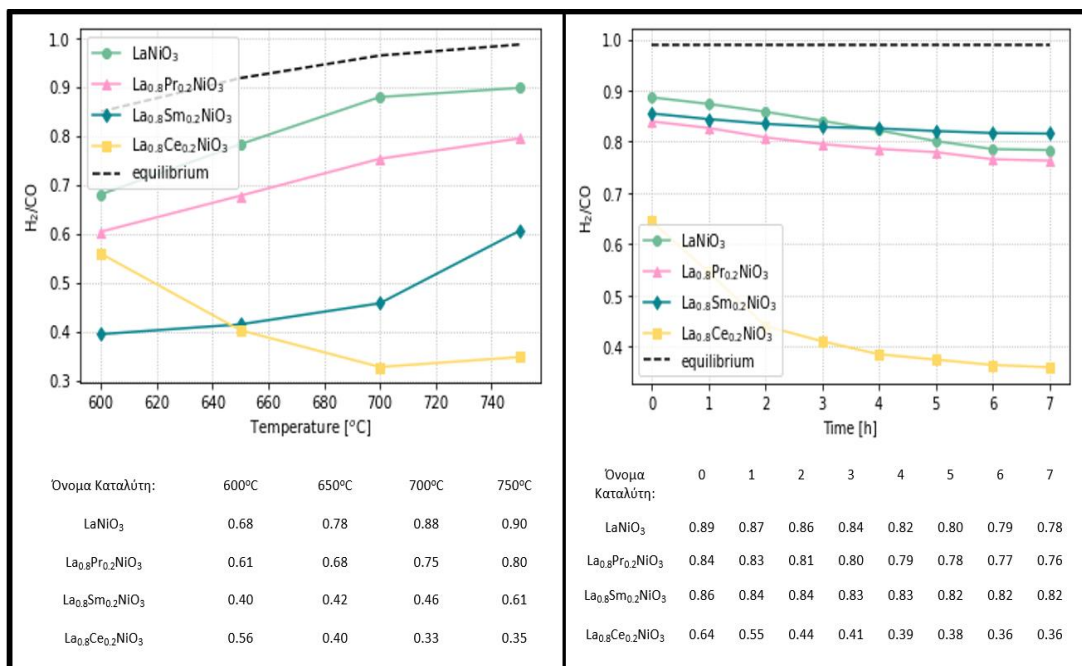 1.0
0.9
0.8
0.7
0.6
0.5
0.4
0.3
H₂/CO
LaNiO₃
La₀.₈Pr₀.₂NiO₃
La₀.₈Sm₀.₂NiO₃
La₀.₈Ce₀.₂NiO₃
equilibrium
600 620 640 660 680 700 720 740
Temperature [°C]
Όνομα Καταλύτη: 600ºC 650ºC 700ºC 750ºC
LaNiO₃ 0.68 0.78 0.88 0.90
La₀.₈Pr₀.₂NiO₃ 0.61 0.68 0.75 0.80
La₀.₈Sm₀.₂NiO₃ 0.40 0.42 0.46 0.61
La₀.₈Ce₀.₂NiO₃ 0.56 0.40 0.33 0.35
1.0
0.9
0.8
0.7
0.6
0.5
0.4
H₂/CO
LaNiO₃
La₀.₈Pr₀.₂NiO₃
La₀.₈Sm₀.₂NiO₃
La₀.₈Ce₀.₂NiO₃
equilibrium
0 1 2 3 4 5 6 7
Time [h]
Όνομα 0 1 2 3 4 5 6 7
Καταλύτη:
LaNiO₃ 0.89 0.87 0.86 0.84 0.82 0.80 0.79 0.78
La₀.₈Pr₀.₂NiO₃ 0.84 0.83 0.81 0.80 0.79 0.78 0.77 0.76
La₀.₈Sm₀.₂NiO₃ 0.86 0.84 0.84 0.83 0.83 0.82 0.82 0.82
La₀.₈Ce₀.₂NiO₃ 0.64 0.55 0.44 0.41 0.39 0.38 0.36 0.36